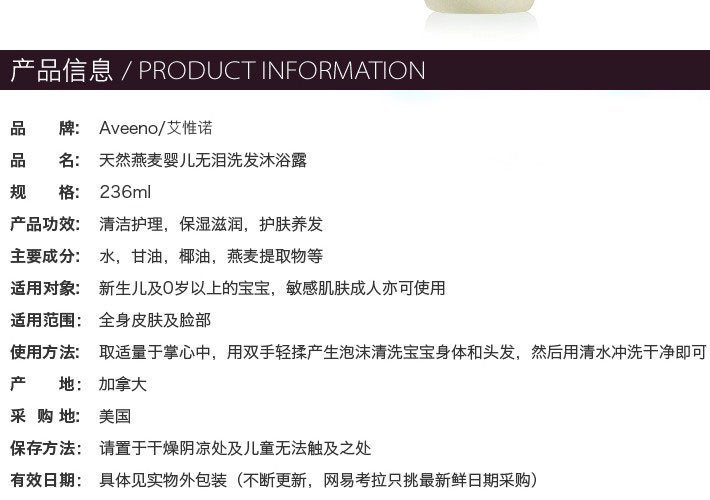 产品信息 / PRODUCT INFORMATION
品 牌: Aveeno/艾惟诺
品 名: 天然燕麦婴儿无泪洗发沐浴露
规 格: 236ml
产品功效: 清洁护理，保湿滋润，护肤养发
主要成分: 水，甘油，椰油，燕麦提取物等
适用对象: 新生儿及0岁以上的宝宝，敏感肌肤成人亦可使用
适用范围: 全身皮肤及脸部
使用方法: 取适量于掌心中，用双手轻揉产生泡沫清洗宝宝身体和头发，然后用清水冲洗干净即可
产 地: 加拿大
采 购 地: 美国
保存方法: 请置于干燥阴凉处及儿童无法触及之处
有效日期: 具体见实物外包装（不断更新，网易考拉只挑最新鲜日期采购）